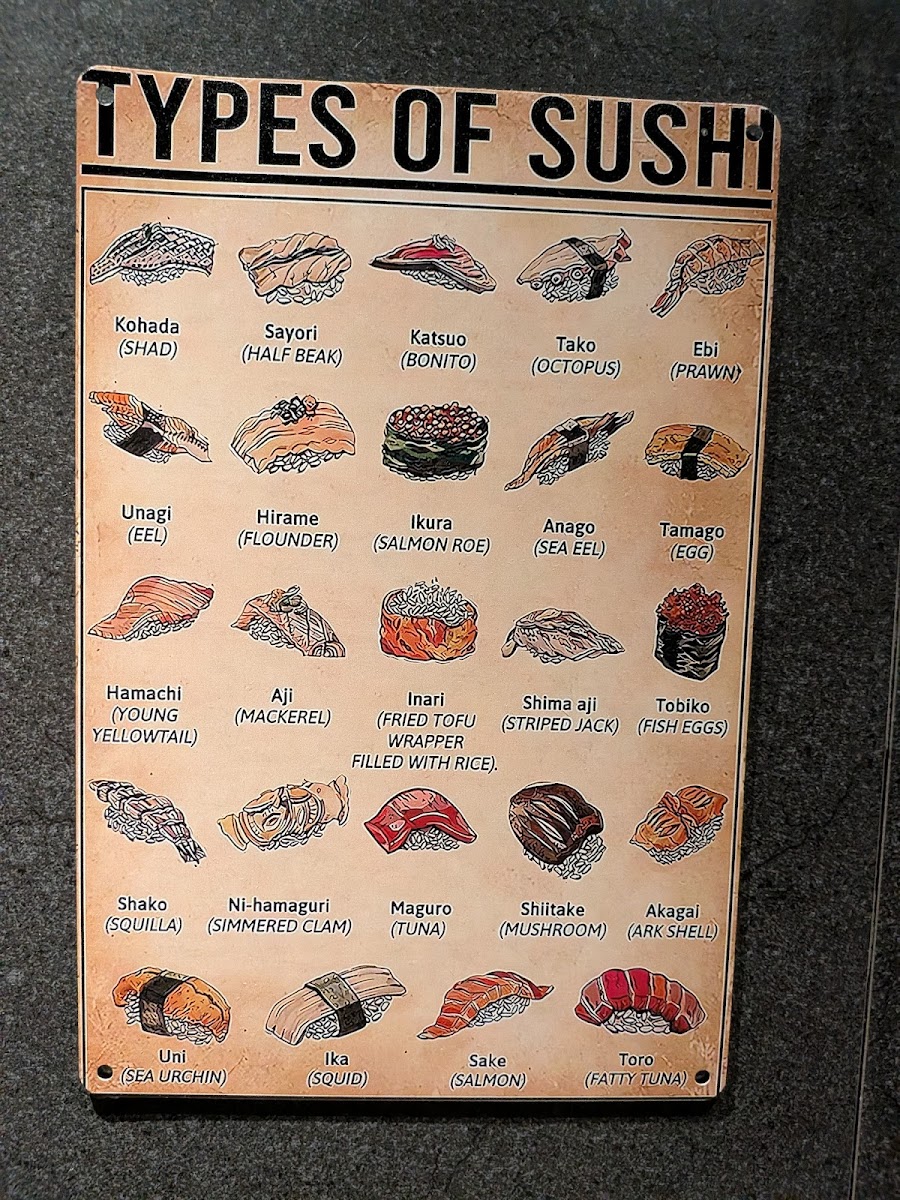 TYPES OF SUSHI
Kohada
(SHAD)
Sayori
(HALF BEAK)
Katsuo
(BONITO)
Tako
(OCTOPUS)
Ebi
(PRAWN)
Unagi
(EEL)
Hirame
(FLOUNDER)
Ikura
(SALMON ROE)
Anago
(SEA EEL)
Tamago
(EGG)
Hamachi
(YOUNG
YELLOWTAIL)
Aji
(MACKEREL)
Inari
(FRIED TOFU
WRAPPER
FILLED WITH RICE).
Shima aji
(STRIPED JACK)
Tobiko
(FISH EGGS)
Shako
(SQUILLA)
Ni-hamaguri
(SIMMERED CLAM)
Maguro
(TUNA)
Shiitake
(MUSHROOM)
Akagai
(ARK SHELL)
Uni
(SEA URCHIN)
Ika
(SQUID)
Sake
(SALMON)
Toro
(FATTY TUNA)